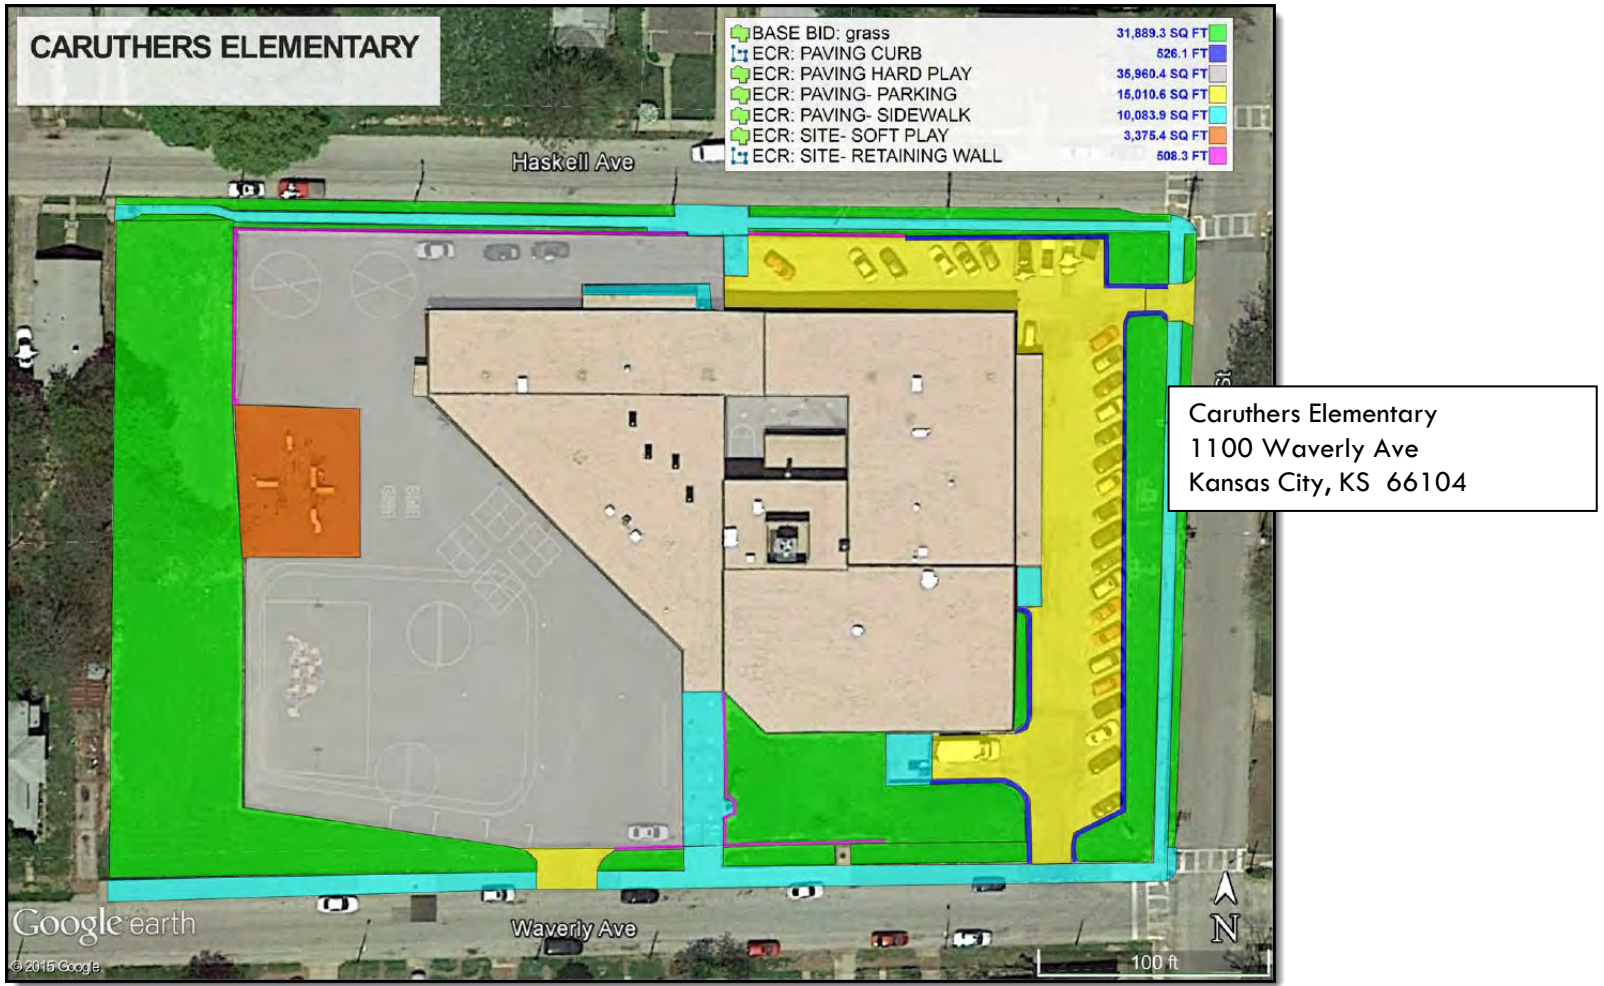 CARUTHERS ELEMENTARY
BASE BID: grass 31,889.3 SQ FT
ECR: PAVING CURB 526.1 FT
ECR: PAVING HARD PLAY 35,960.4 SQ FT
ECR: PAVING- PARKING 15,010.6 SQ FT
ECR: PAVING- SIDEWALK 10,083.9 SQ FT
ECR: SITE- SOFT PLAY 3,375.4 SQ FT
ECR: SITE- RETAINING WALL 508.3 FT
Haskell Ave
St
Caruthers Elementary
1100 Waverly Ave
Kansas City, KS 66104
Google earth
Waverly Ave
N
© 2015 Google
100 ft